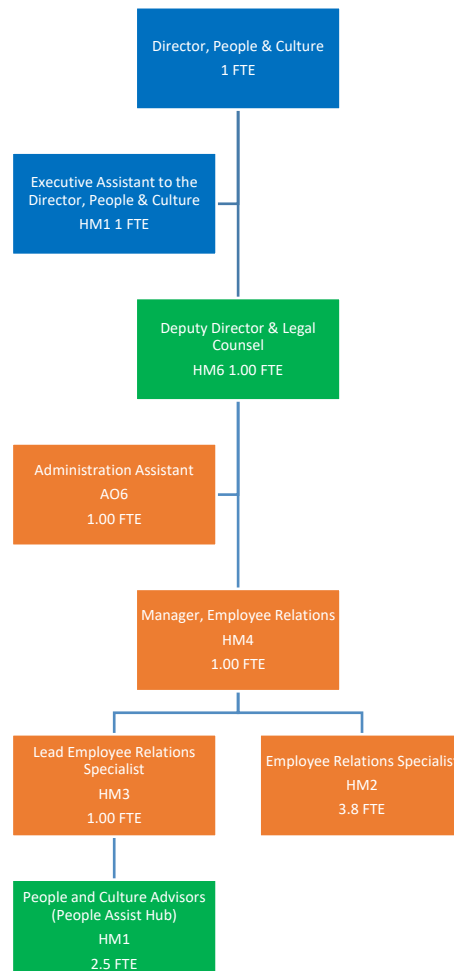 Director, People & Culture
1 FTE
Executive Assistant to the
Director, People & Culture
HM1 1 FTE
Deputy Director & Legal
Counsel
HM6 1.00 FTE
Administration Assistant
AO6
1.00 FTE
Manager, Employee Relations
HM4
1.00 FTE
Lead Employee Relations
Specialist
HM3
1.00 FTE
Employee Relations Specialist
HM2
3.8 FTE
People and Culture Advisors
(People Assist Hub)
HM1
2.5 FTE